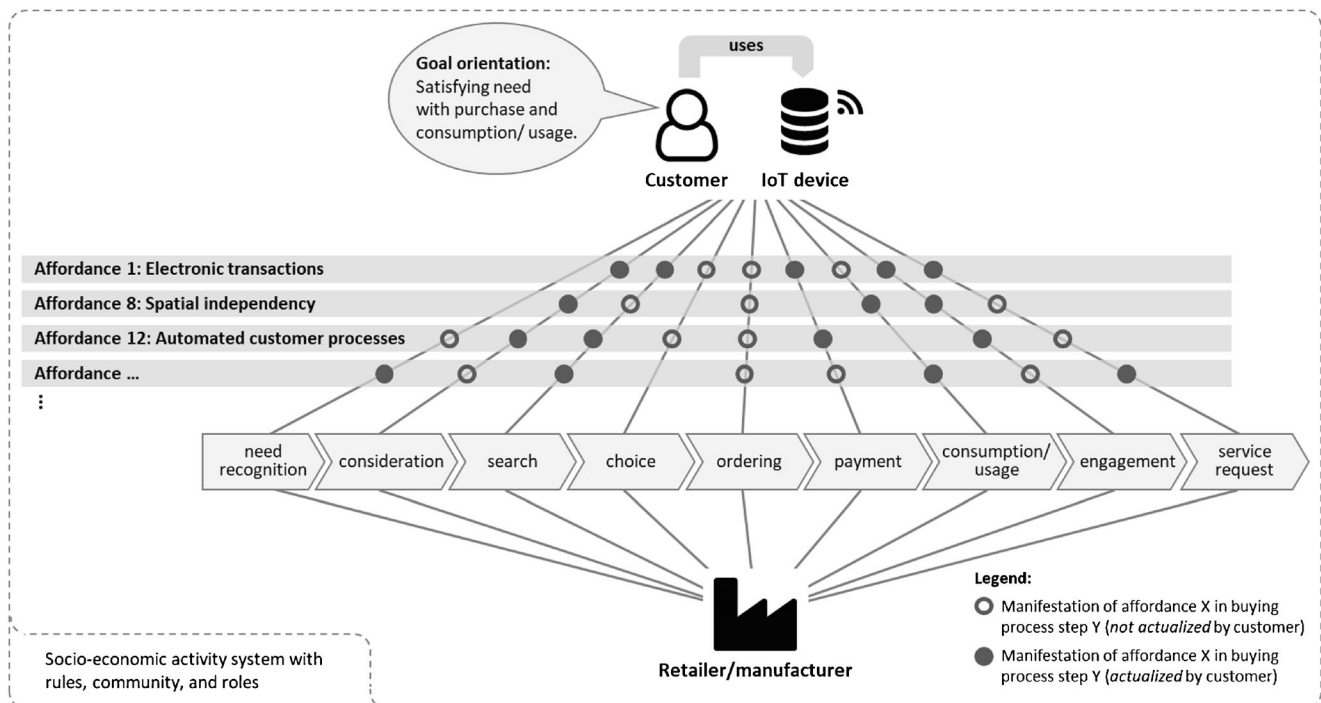 uses
Goal orientation:
Satisfying need
with purchase and
consumption/ usage.
Customer
IoT device
Affordance 1: Electronic transactions
Affordance 8: Spatial independency
Affordance 12: Automated customer processes
Affordance ...
⋮
need
recognition
consideration
search
choice
ordering
payment
consumption/
usage
engagement
service
request
Retailer/manufacturer
Legend:
Manifestation of affordance X in buying
process step Y (not actualized by customer)
Manifestation of affordance X in buying
process step Y (actualized by customer)
Socio-economic activity system with
rules, community, and roles